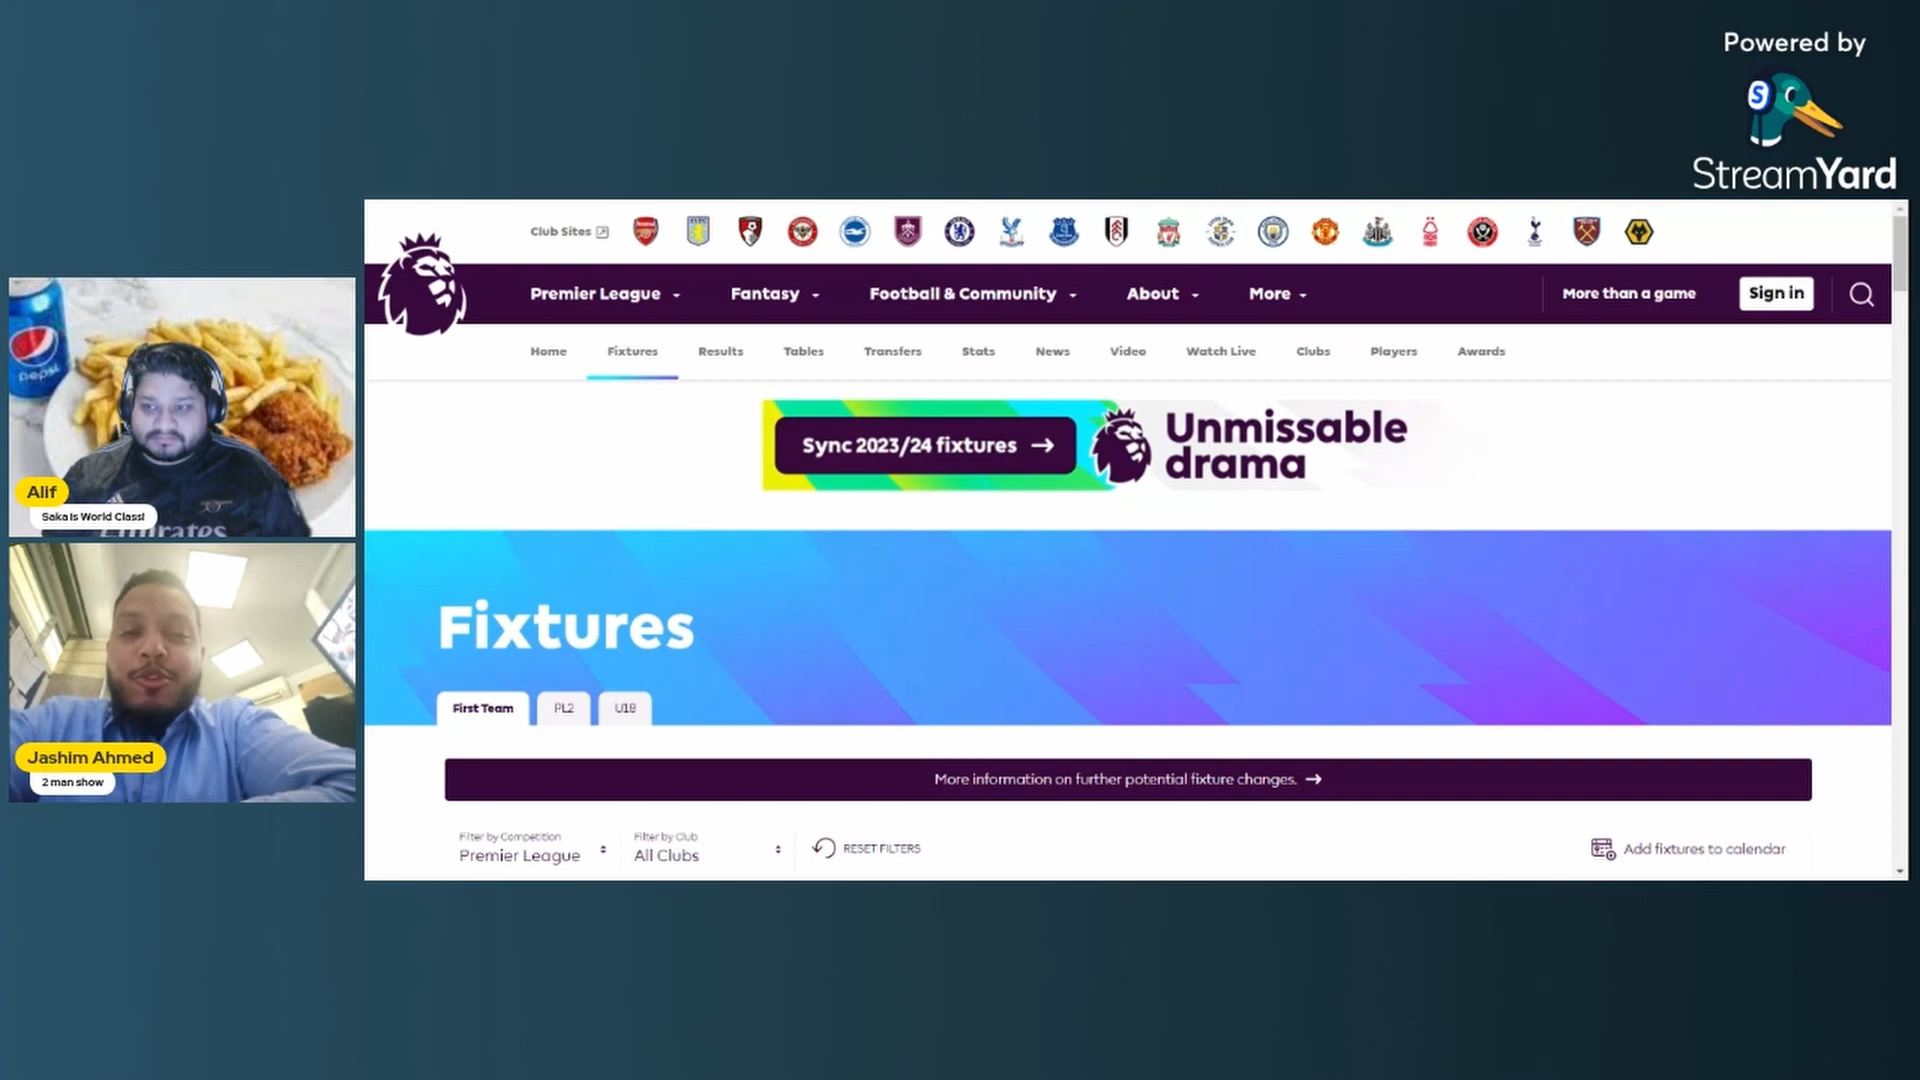 Powered by
StreamYard
Club Sites
Premier League
Fantasy
Football & Community
About
More
More than a game
Sign in
Home
Fixtures
Results
Tables
Transfers
Stats
News
Video
Watch Live
Clubs
Players
Awards
Sync 2023/24 fixtures →
Unmissable
drama
pepsi
Alif
Saka is World Class!
Emirates
Fixtures
First Team
PL2
U18
Jashim Ahmed
2 man show
More information on further potential fixture changes. →
Filter by Competition
Premier League
Filter by Club
All Clubs
RESET FILTERS
Add fixtures to calendar